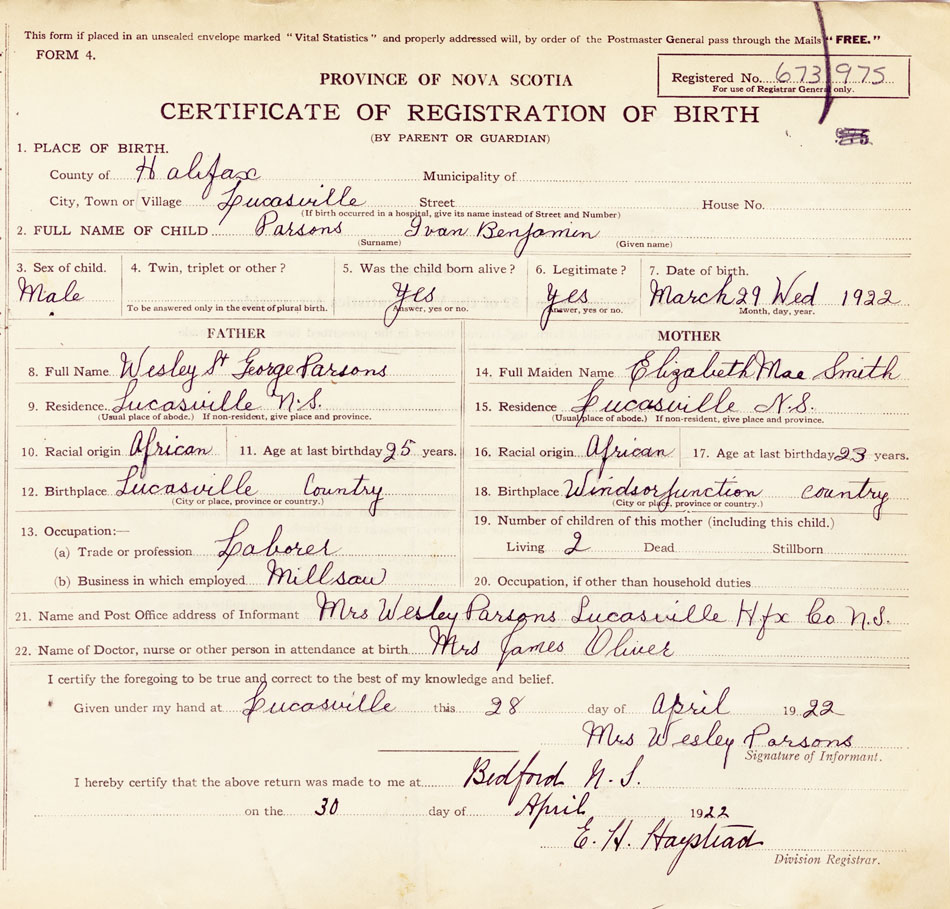 This form if placed in an unsealed envelope marked "Vital Statistics" and properly addressed will, by order of the Postmaster General pass through the Mails "FREE."
FORM 4.
Registered No. 673975
For use of Registrar General only.
PROVINCE OF NOVA SCOTIA
CERTIFICATE OF REGISTRATION OF BIRTH
(BY PARENT OR GUARDIAN)
1. PLACE OF BIRTH.
County of Halifax Municipality of
City, Town or Village Lucasville Street House No.
(If birth occurred in a hospital, give its name instead of Street and Number)
2. FULL NAME OF CHILD Parsons Ivan Benjamin
(Surname) (Given name)
3. Sex of child. 4. Twin, triplet or other? 5. Was the child born alive? 6. Legitimate? 7. Date of birth.
Male Yes Yes March 29 Wed 1922
To be answered only in the event of plural birth. Answer, yes or no. Answer, yes or no. Month, day, year.
FATHER MOTHER
8. Full Name Wesley St George Parsons 14. Full Maiden Name Elizabeth Mae Smith
9. Residence Lucasville N.S. 15. Residence Lucasville N.S.
(Usual place of abode.) If non-resident, give place and province. (Usual place of abode.) If non-resident, give place and province.
10. Racial origin African 11. Age at last birthday 25 years. 16. Racial origin African 17. Age at last birthday 23 years.
12. Birthplace Lucasville Country 18. Birthplace Windsor Junction country
(City or place, province or country.) (City or place, province or country.)
13. Occupation:— 19. Number of children of this mother (including this child.)
(a) Trade or profession Laborer Living 2 Dead Stillborn
(b) Business in which employed Millsaw 20. Occupation, if other than household duties
21. Name and Post Office address of Informant Mrs Wesley Parsons Lucasville Hfx Co N.S.
22. Name of Doctor, nurse or other person in attendance at birth Mrs James Oliver
I certify the foregoing to be true and correct to the best of my knowledge and belief.
Given under my hand at Lucasville this 28 day of April 1922
Mrs Wesley Parsons
Signature of Informant.
I hereby certify that the above return was made to me at Bedford N.S.
on the 30 day of April 1922
E. H. Haystead
Division Registrar.